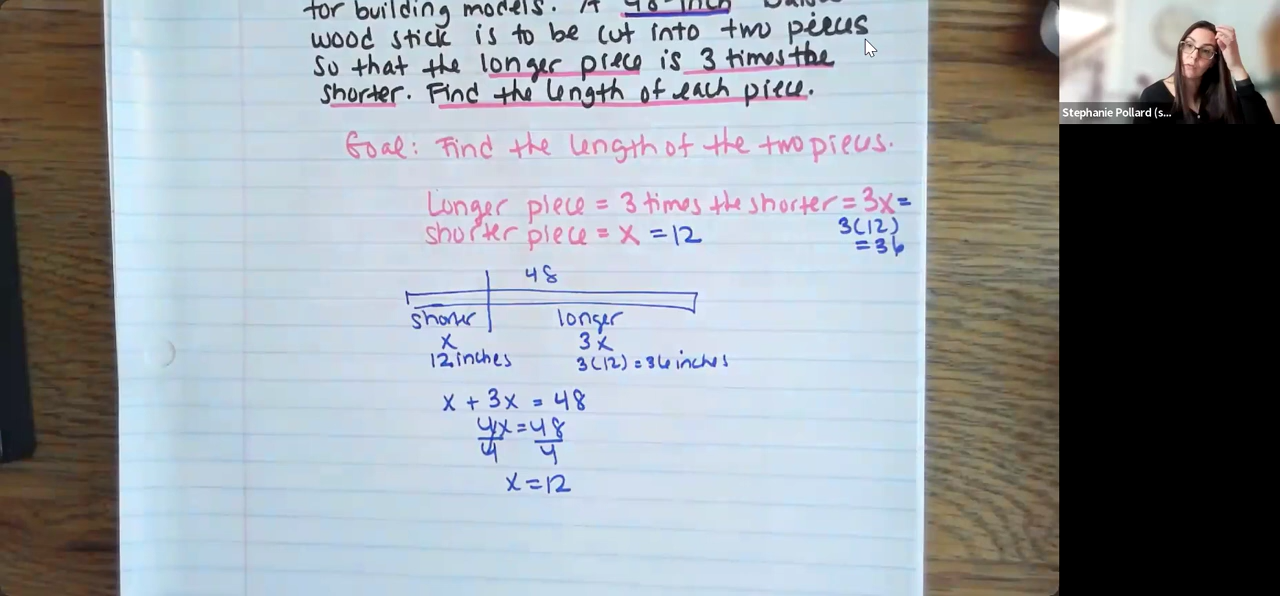 for building models. A 48-inch
wood stick is to be cut into two pieces
so that the longer piece is 3 times the
shorter. Find the length of each piece.
Goal: Find the length of the two pieces.
Longer piece = 3 times the shorter = 3x =
3(12)
= 36
shorter piece = x = 12
48
shorter longer
x 3x
12 inches 3(12) = 36 inches
x + 3x = 48
4x = 48
4 4
x = 12
Stephanie Pollard (s...